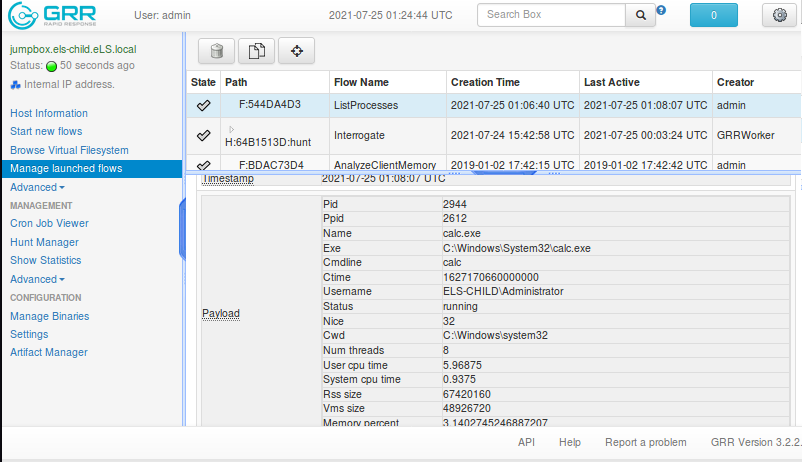 GRR
RAPID RESPONSE
User: admin
2021-07-25 01:24:44 UTC
Search Box
0
jumpbox.els-child.eLS.local
Status: 50 seconds ago
Internal IP address.
Host Information
Start new flows
Browse Virtual Filesystem
Manage launched flows
Advanced
MANAGEMENT
Cron Job Viewer
Hunt Manager
Show Statistics
Advanced
CONFIGURATION
Manage Binaries
Settings
Artifact Manager
State Path Flow Name Creation Time Last Active Creator
F:544DA4D3 ListProcesses 2021-07-25 01:06:40 UTC 2021-07-25 01:08:07 UTC admin
H:64B1513D:hunt Interrogate 2021-07-24 15:42:58 UTC 2021-07-25 00:03:24 UTC GRRWorker
F:BDAC73D4 AnalyzeClientMemory 2019-01-02 17:42:15 UTC 2019-01-02 17:42:42 UTC admin
Timestamp 2021-07-25 01:08:07 UTC
Payload
Pid 2944
Ppid 2612
Name calc.exe
Exe C:\Windows\System32\calc.exe
Cmdline calc
Ctime 1627170660000000
Username ELS-CHILD\Administrator
Status running
Nice 32
Cwd C:\Windows\system32
Num threads 8
User cpu time 5.96875
System cpu time 0.9375
Rss size 67420160
Vms size 48926720
Memory percent 3.1402745246887207
API Help Report a problem GRR Version 3.2.2.